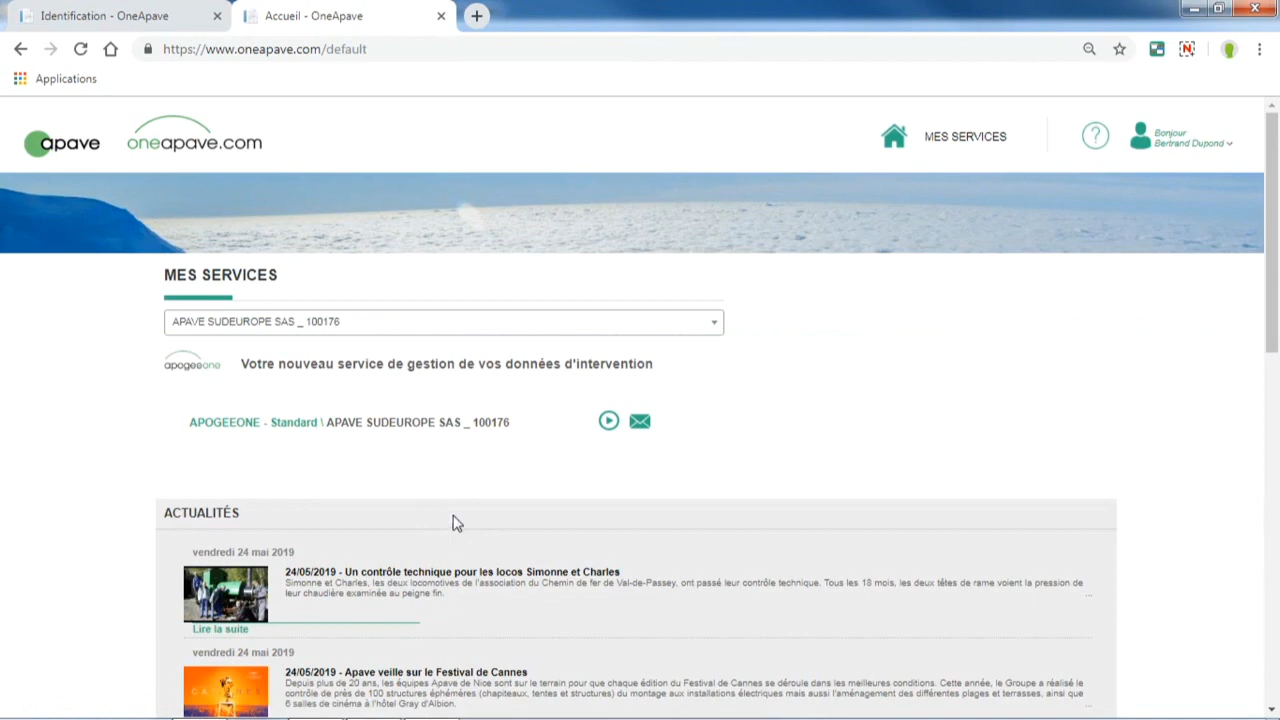 Identification - OneApave
Accueil - OneApave
https://www.oneapave.com/default
Applications
apave
oneapave.com
MES SERVICES
Bonjour
Bertrand Dupond
MES SERVICES
APAVE SUDEUROPE SAS _ 100176
apogeeone
Votre nouveau service de gestion de vos données d'intervention
APOGEEONE - Standard \ APAVE SUDEUROPE SAS _ 100176
ACTUALITÉS
vendredi 24 mai 2019
24/05/2019 - Un contrôle technique pour les locos Simonne et Charles
Simonne et Charles, les deux locomotives de l'association du Chemin de fer de Val-de-Passey, ont passé leur contrôle technique. Tous les 18 mois, les deux têtes de rame voient la pression de
leur chaudière examinée au peigne fin.
...
Lire la suite
vendredi 24 mai 2019
24/05/2019 - Apave veille sur le Festival de Cannes
Depuis plus de 20 ans, les équipes Apave de Nice sont sur le terrain pour que chaque édition du Festival de Cannes se déroule dans les meilleures conditions. Cette année, le Groupe a réalisé le
contrôle de près de 100 structures éphémères (chapiteaux, tentes et structures) du montage aux installations électriques mais aussi l'aménagement des différentes plages et terrasses, ainsi que
6 salles de cinéma à l'hôtel Gray d'Albion.
...